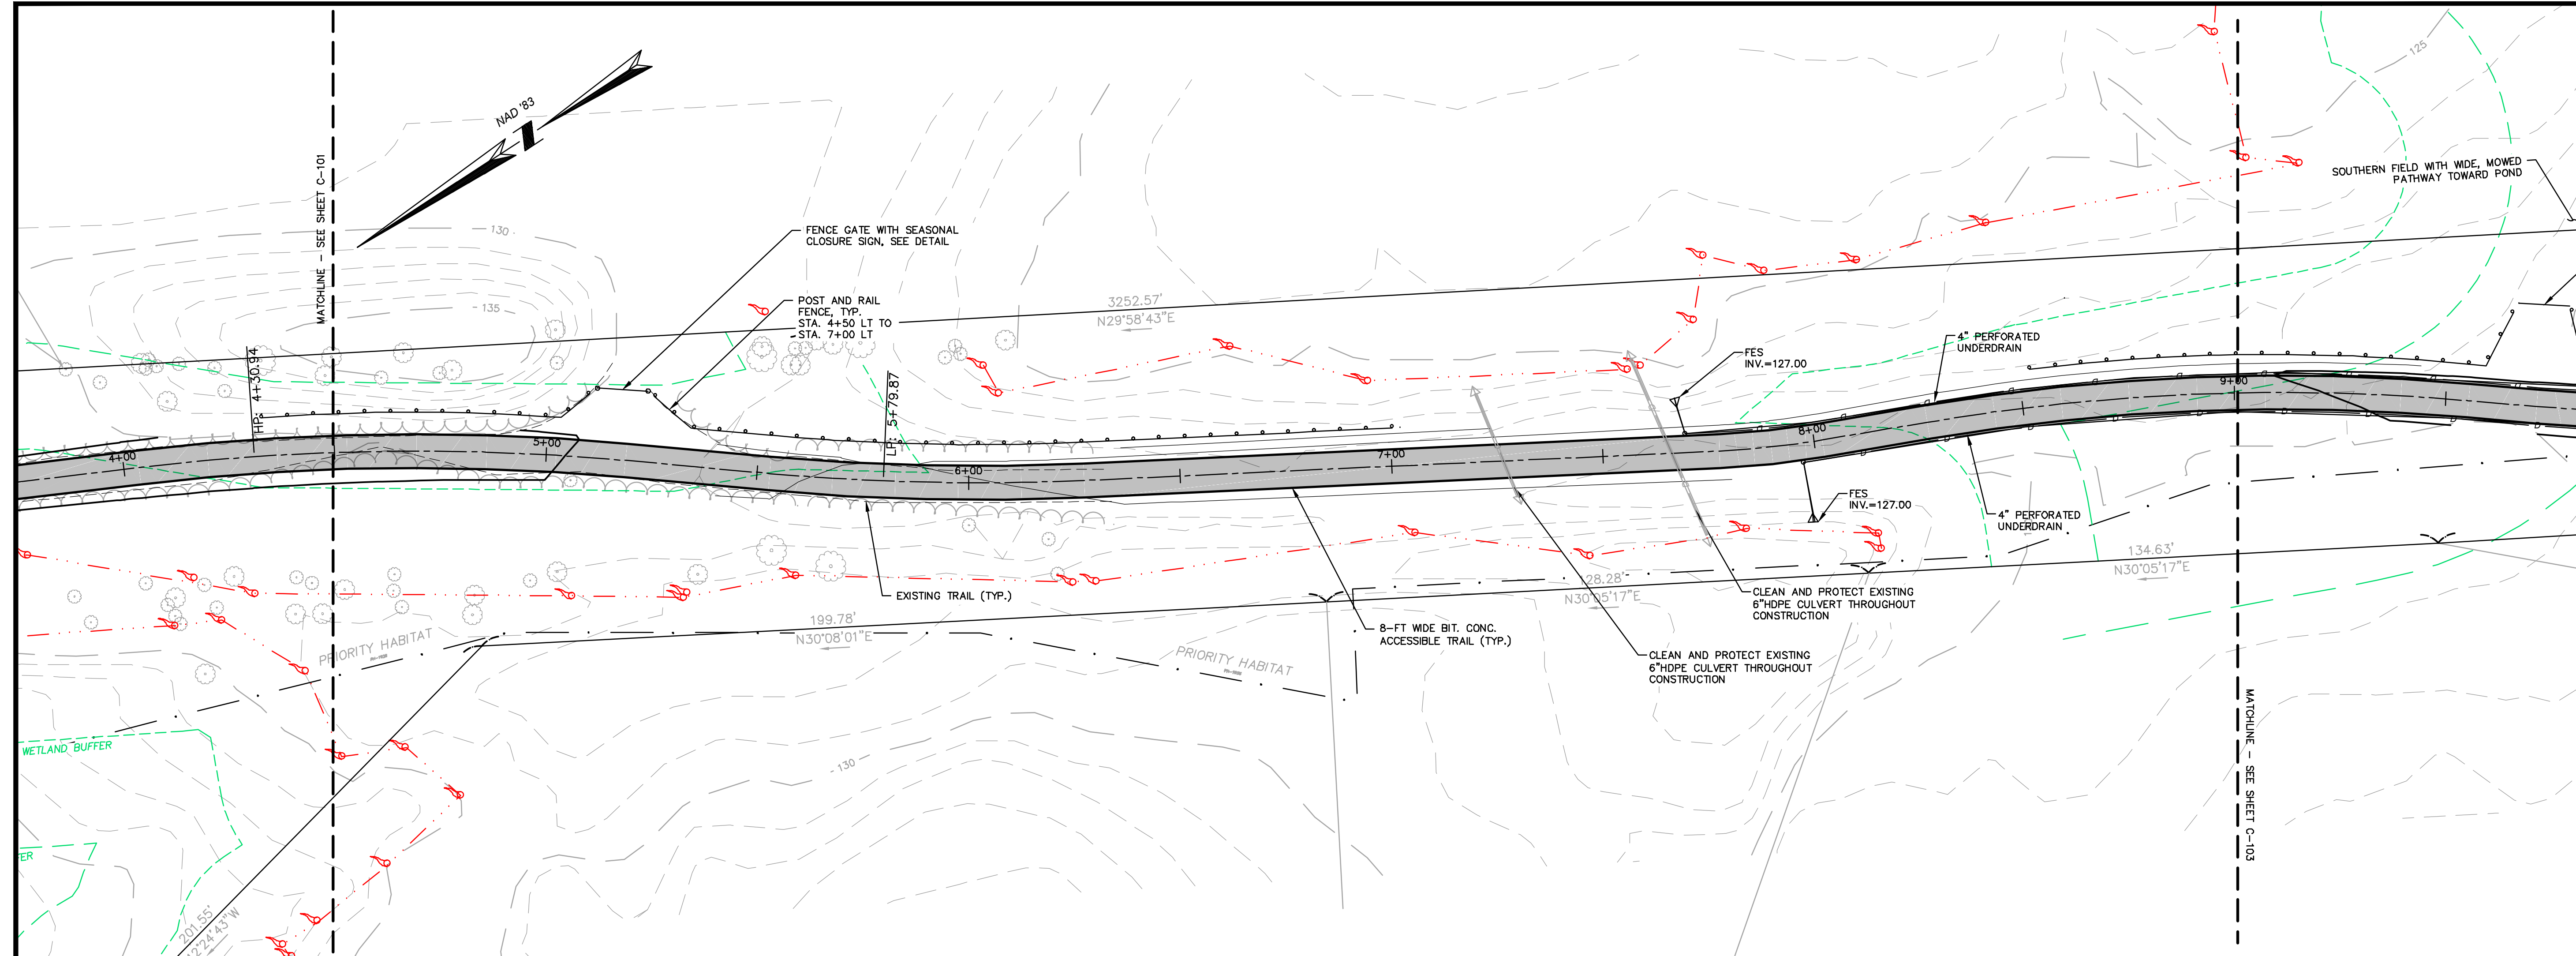 NAD '83
125
MATCHLINE - SEE SHEET C-101
SOUTHERN FIELD WITH WIDE, MOWED
PATHWAY TOWARD POND
130
FENCE GATE WITH SEASONAL
CLOSURE SIGN, SEE DETAIL
135
POST AND RAIL
FENCE, TYP.
STA. 4+50 LT TO
STA. 7+00 LT
3252.57'
N29°58'43"E
4" PERFORATED
UNDERDRAIN
FES
INV.=127.00
HP: 4+30.94
LP: 5+79.87
4+00
5+00
6+00
7+00
8+00
9+00
FES
INV.=127.00
4" PERFORATED
UNDERDRAIN
134.63'
N30°05'17"E
128.28'
N30°05'17"E
EXISTING TRAIL (TYP.)
CLEAN AND PROTECT EXISTING
6"HDPE CULVERT THROUGHOUT
CONSTRUCTION
199.78'
N30°08'01"E
8-FT WIDE BIT. CONC.
ACCESSIBLE TRAIL (TYP.)
PRIORITY HABITAT
PRIORITY HABITAT
CLEAN AND PROTECT EXISTING
6"HDPE CULVERT THROUGHOUT
CONSTRUCTION
MATCHLINE - SEE SHEET C-103
WETLAND BUFFER
130
ER
201.55'
2°24'43"W